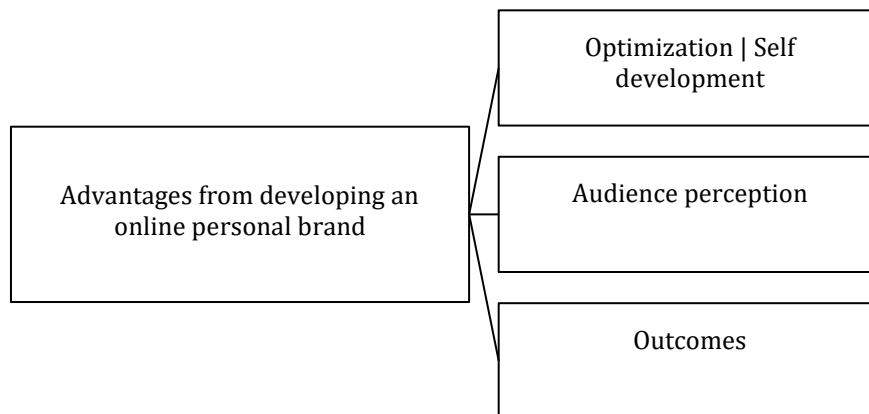 Optimization | Self
development
Advantages from developing an
online personal brand
Audience perception
Outcomes